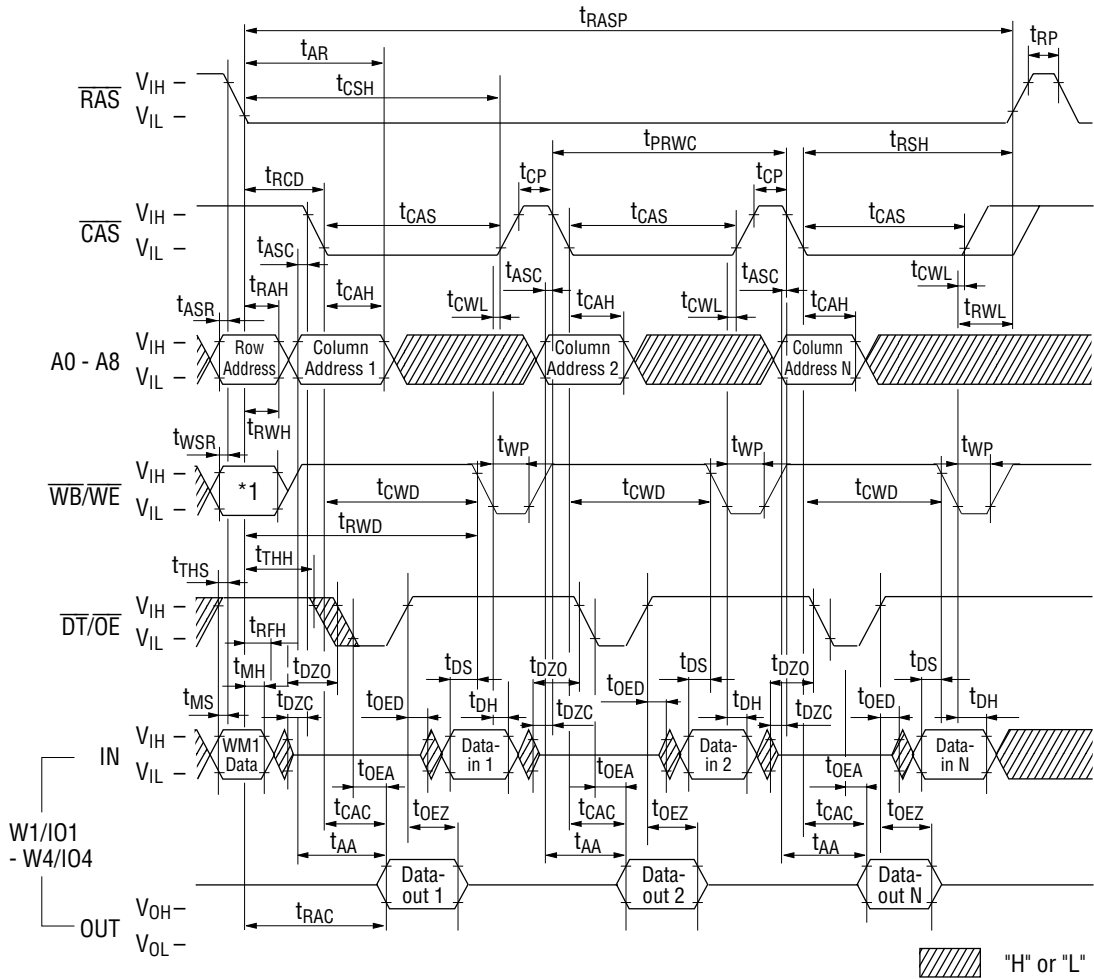 tRASP
tRP
tAR
tCSH
RAS
VIH
VIL
tPRWC
tRSH
tRCD
tCP
tCP
CAS
VIH
VIL
tCAS
tCAS
tCAS
tASC
tRAH
tCAH
tCWL
tASC
tCAH
tCWL
tASC
tCAH
tCWL
tRWL
tASR
A0 - A8
VIH
VIL
Row Address
Column Address 1
Column Address 2
Column Address N
tRWH
tWSR
tWP
tWP
tWP
WB/WE
VIH
VIL
*1
tCWD
tCWD
tCWD
tRWD
tTHH
tTHS
DT/OE
VIH
VIL
tRFH
tMH
tDZO
tDS
tDZO
tDS
tDZO
tDS
tMS
tDZC
tOED
tDH
tDZC
tOED
tDH
tDZC
tOED
tDH
IN
VIH
VIL
WM1 Data
Data-in 1
Data-in 2
Data-in N
tOEA
tOEA
tOEA
tCAC
tOEZ
tCAC
tOEZ
tCAC
tOEZ
tAA
tAA
tAA
W1/IO1
- W4/IO4
Data-out 1
Data-out 2
Data-out N
OUT
VOH
VOL
tRAC
"H" or "L"